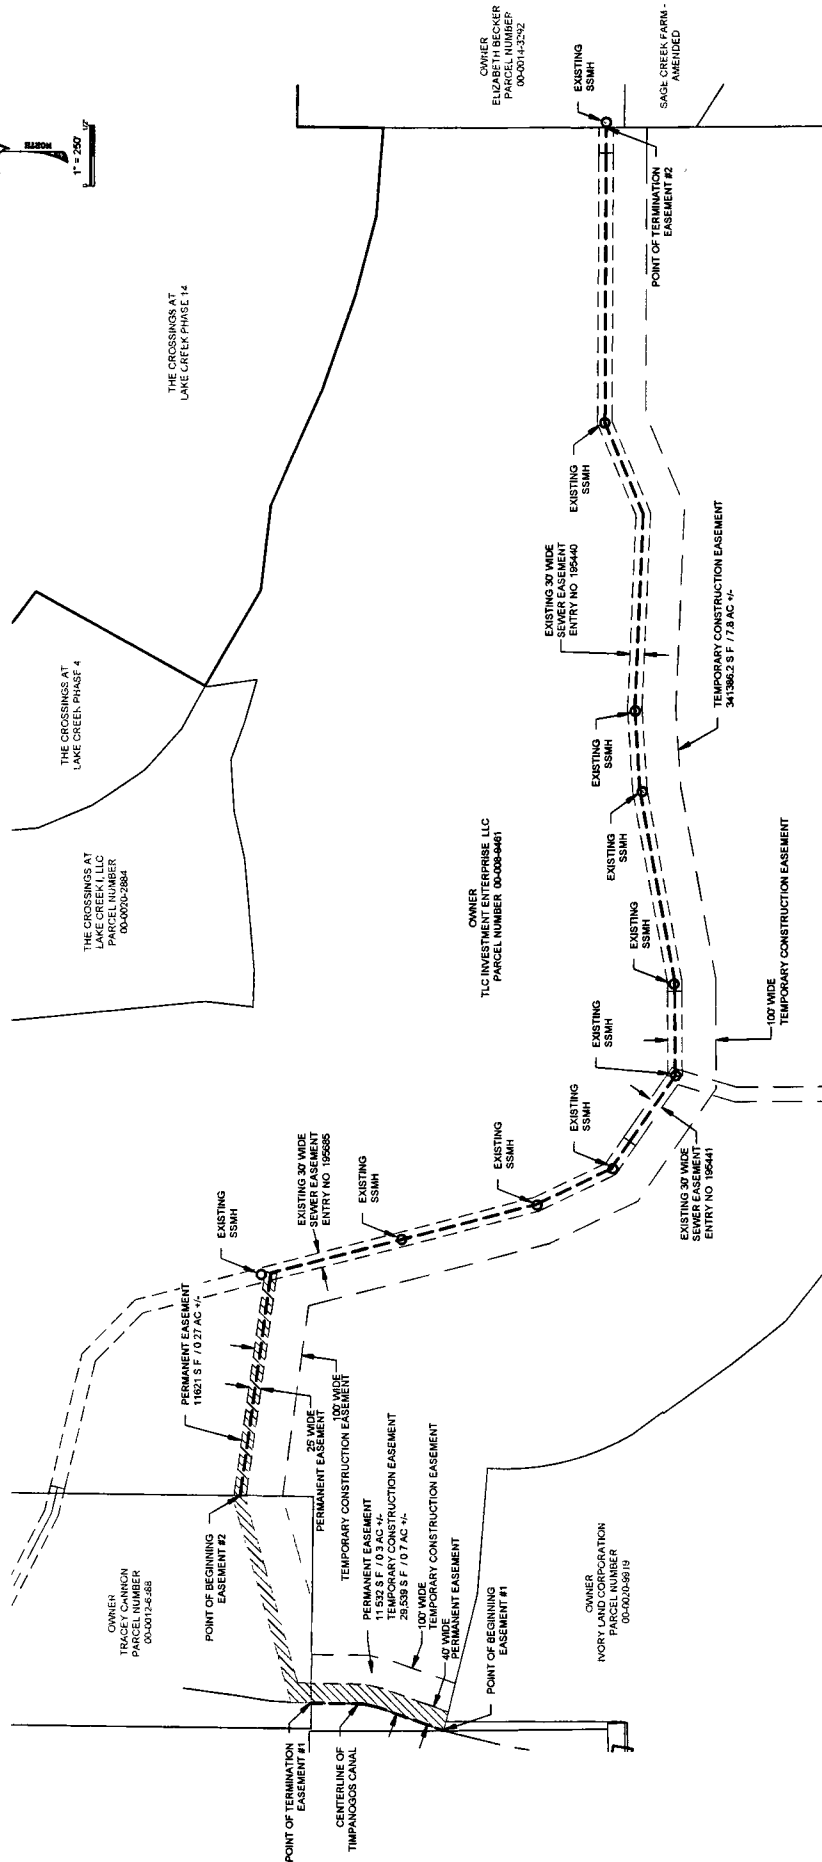 NORTH
1" = 250'
1/2"
OWNER
ELIZABETH BECKER
PARCEL NUMBER
00-0014-3292
EXISTING
SSMH
SAGE CREEK FARM -
AMENDED
POINT OF TERMINATION
EASEMENT #2
THE CROSSINGS AT
LAKE CREEK PHASE 14
EXISTING
SSMH
THE CROSSINGS AT
LAKE CREEK PHASE 4
EXISTING 30' WIDE
SEWER EASEMENT
ENTRY NO 195440
TEMPORARY CONSTRUCTION EASEMENT
341386.2 S F / 7.8 AC +/-
EXISTING
SSMH
EXISTING
SSMH
THE CROSSINGS AT
LAKE CREEK I, LLC
PARCEL NUMBER
00-0020-2884
OWNER
TLC INVESTMENT ENTERPRISE LLC
PARCEL NUMBER 00-008-9461
EXISTING
SSMH
100' WIDE
TEMPORARY CONSTRUCTION EASEMENT
EXISTING
SSMH
EXISTING
SSMH
EXISTING 30' WIDE
SEWER EASEMENT
ENTRY NO 195441
EXISTING
SSMH
EXISTING
SSMH
EXISTING 30' WIDE
SEWER EASEMENT
ENTRY NO 195685
EXISTING
SSMH
PERMANENT EASEMENT
11621 S F / 0 27 AC +/-
25' WIDE
PERMANENT EASEMENT
100' WIDE
TEMPORARY CONSTRUCTION EASEMENT
POINT OF BEGINNING
EASEMENT #2
OWNER
TRACEY CANNON
PARCEL NUMBER
PERMANENT EASEMENT
11 532 S F / 0 3 AC +/-
TEMPORARY CONSTRUCTION EASEMENT
29,539 S F / 0 7 AC +/-
100' WIDE
TEMPORARY CONSTRUCTION EASEMENT
40' WIDE
PERMANENT EASEMENT
POINT OF BEGINNING
EASEMENT #1
OWNER
IVORY LAND CORPORATION
PARCEL NUMBER
00-0020-9919
POINT OF TERMINATION
EASEMENT #1
CENTERLINE OF
TIMPANOGOS CANAL